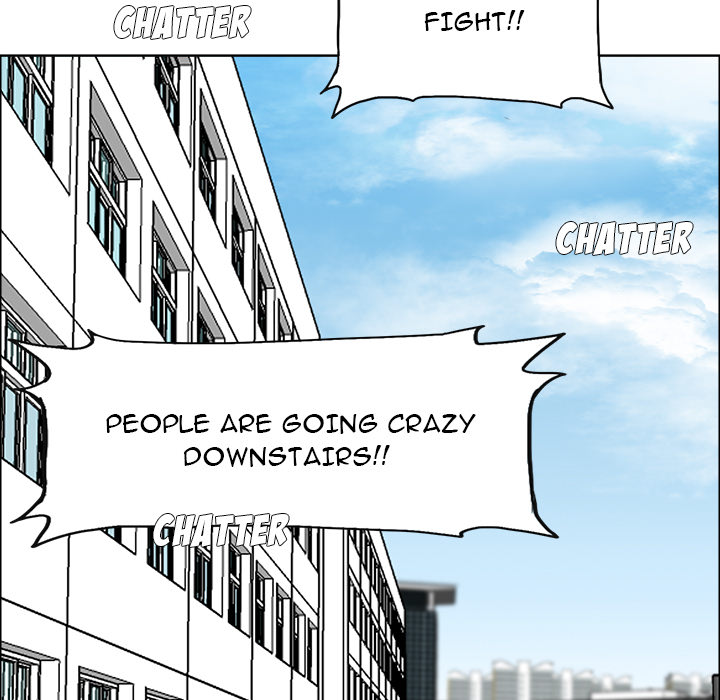 CHATTER
FIGHT!!
CHATTER
PEOPLE ARE GOING CRAZY
DOWNSTAIRS!!
CHATTER